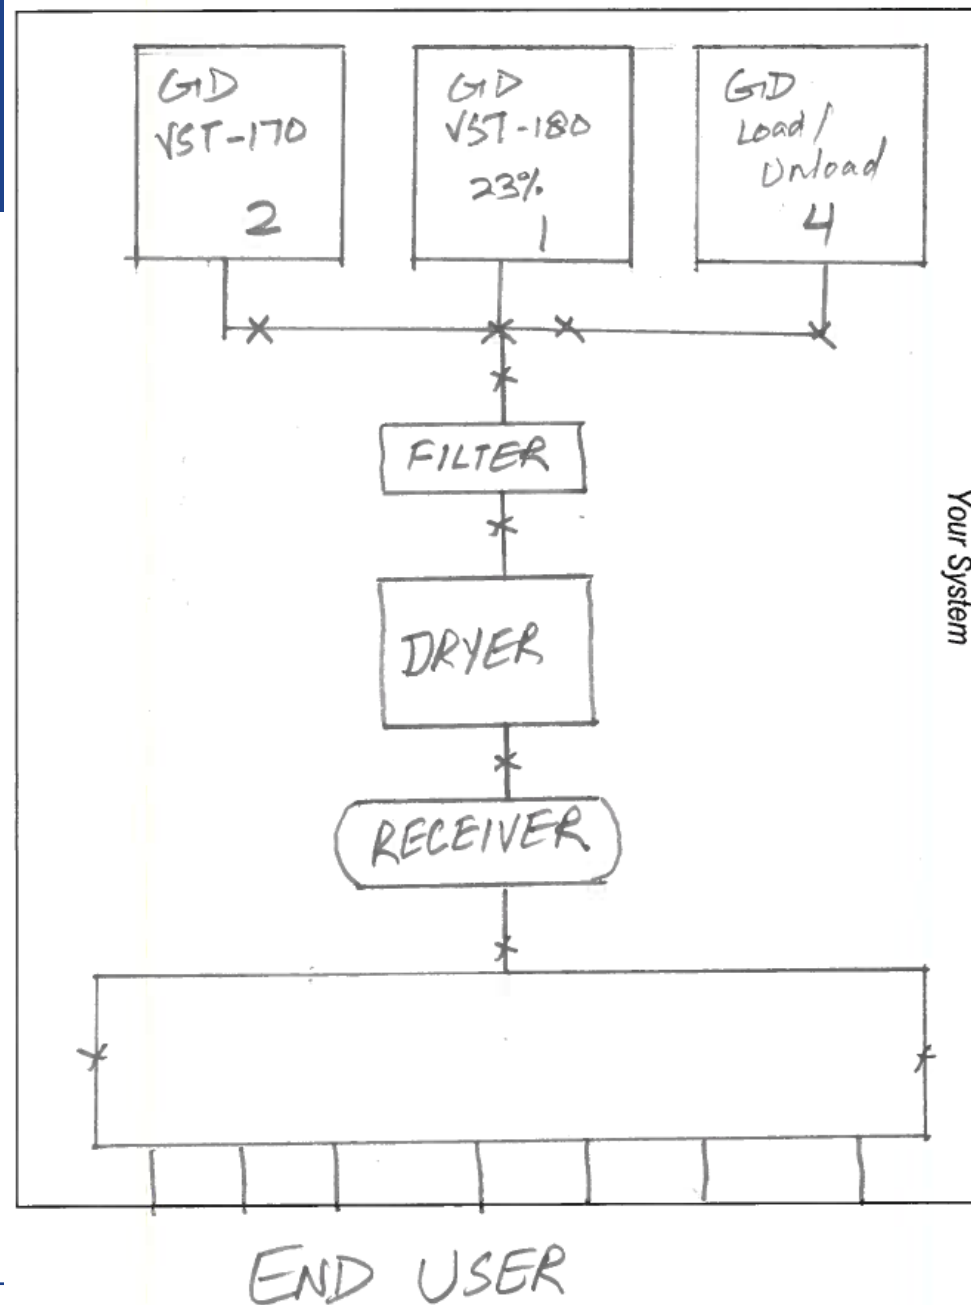 GD
VST-170
2
GD
VST-180
23%
1
GD
Load/
Unload
4
FILTER
DRYER
RECEIVER
Your System
END USER